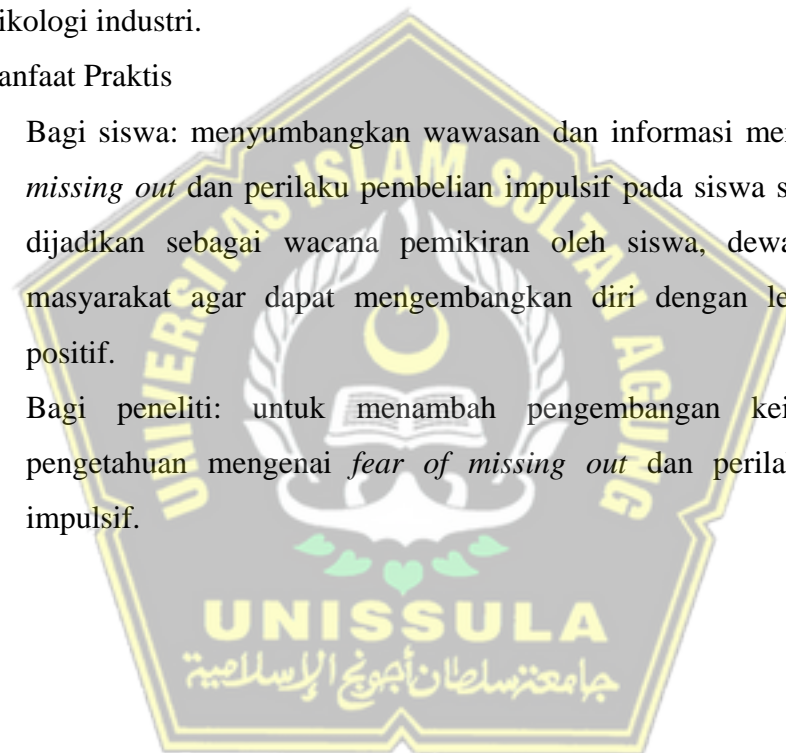 ikologi industri.
anfaat Praktis
Bagi siswa: menyumbangkan wawasan dan informasi me
missing out dan perilaku pembelian impulsif pada siswa s
dijadikan sebagai wacana pemikiran oleh siswa, dewa
masyarakat agar dapat mengembangkan diri dengan le
positif.
Bagi peneliti: untuk menambah pengembangan kei
pengetahuan mengenai fear of missing out dan perila
impulsif.
UNIVERSITAS ISLAM SULTAN AGUNG
UNISSULA
جامعة سلطان أجونج الإسلامية